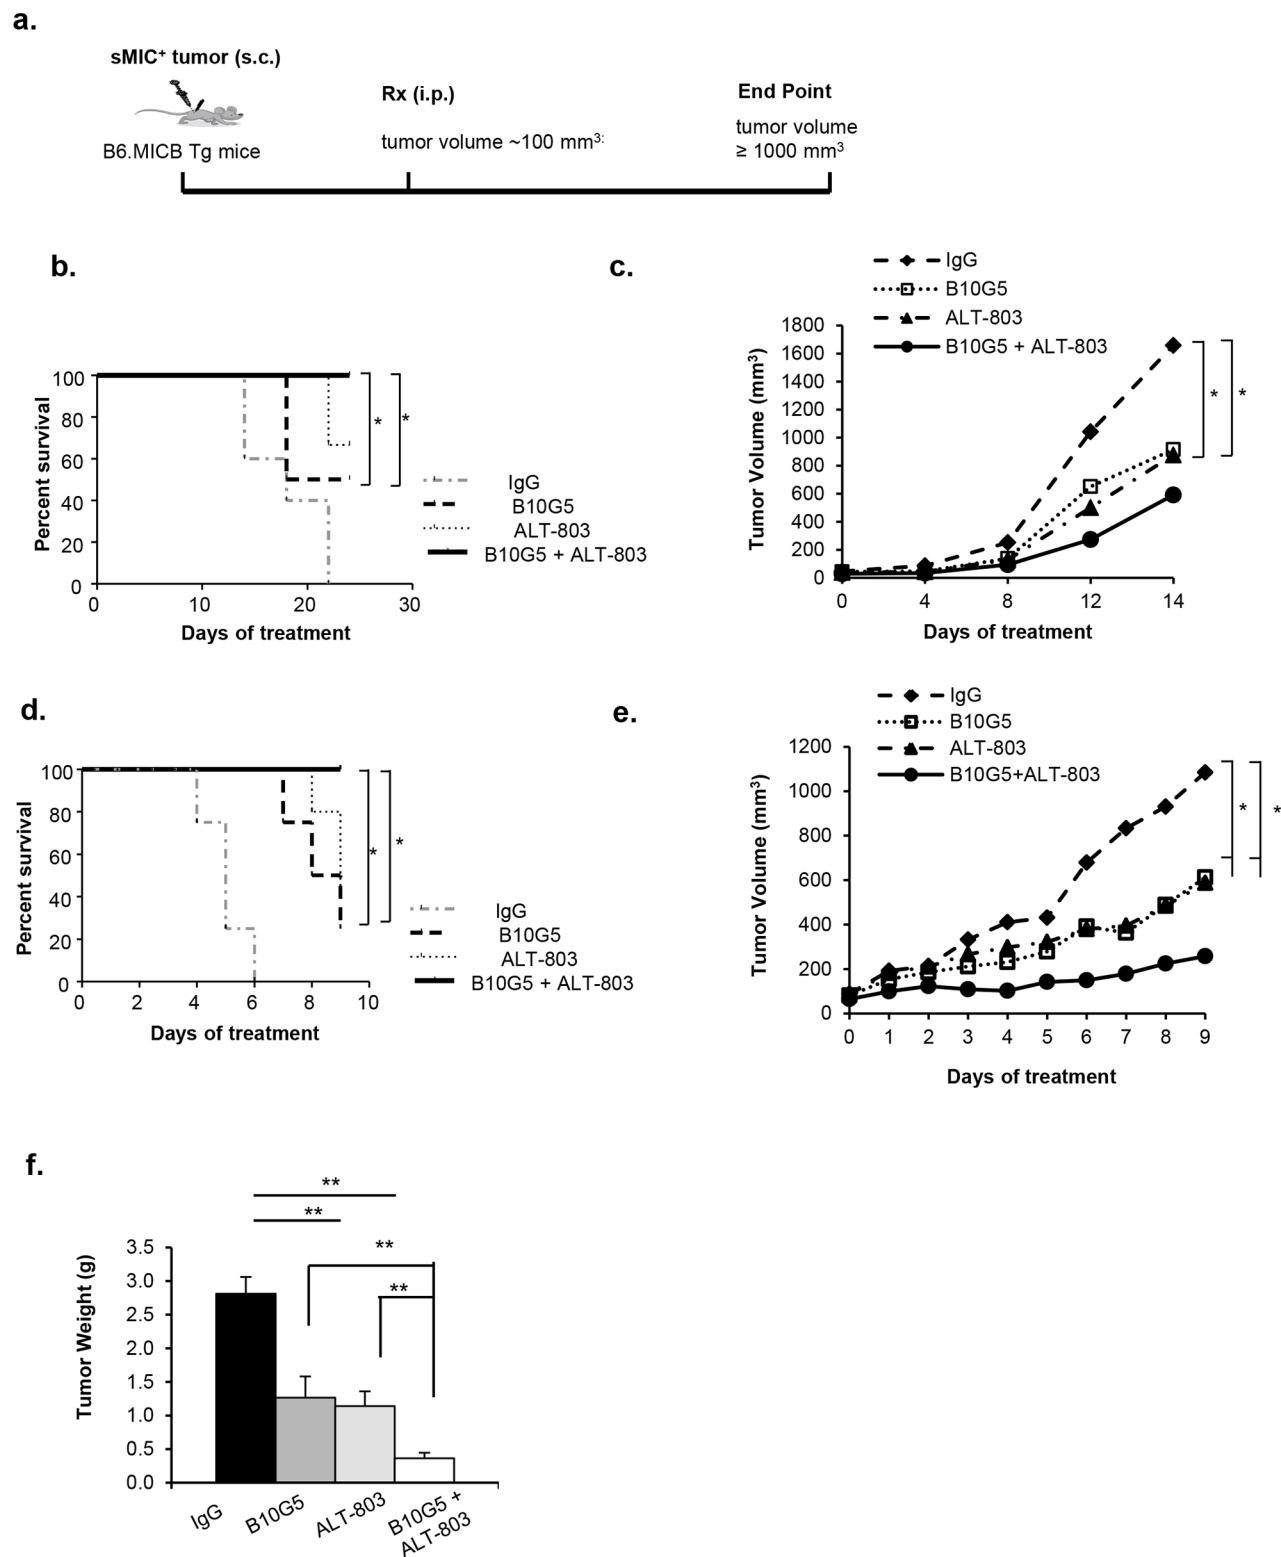 a.
sMIC⁺ tumor (s.c.)
B6.MICB Tg mice
Rx (i.p.)
tumor volume ~100 mm³:
End Point
tumor volume
≥ 1000 mm³
b.
Percent survival
100
80
60
40
20
0
0 10 20 30
Days of treatment
* *
IgG
B10G5
ALT-803
B10G5 + ALT-803
c.
IgG
B10G5
ALT-803
B10G5 + ALT-803
Tumor Volume (mm³)
1800
1600
1400
1200
1000
800
600
400
200
0
0 4 8 12 14
Days of treatment
* *
d.
Percent survival
100
80
60
40
20
0
0 2 4 6 8 10
Days of treatment
* *
IgG
B10G5
ALT-803
B10G5 + ALT-803
e.
IgG
B10G5
ALT-803
B10G5+ALT-803
Tumor Volume (mm³)
1200
1000
800
600
400
200
0
0 1 2 3 4 5 6 7 8 9
Days of treatment
* *
f.
**
**
**
**
Tumor Weight (g)
3.5
3.0
2.5
2.0
1.5
1.0
0.5
0.0
IgG
B10G5
ALT-803
B10G5 +
ALT-803